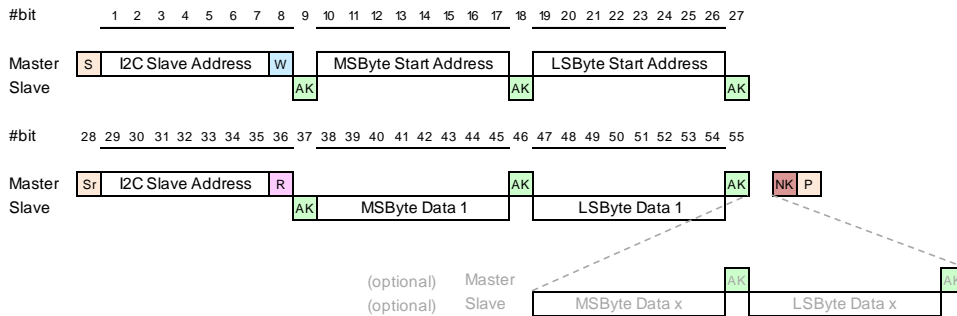 #bit 1 2 3 4 5 6 7 8 9 10 11 12 13 14 15 16 17 18 19 20 21 22 23 24 25 26 27
Master S I2C Slave Address W MSByte Start Address LSByte Start Address
Slave AK AK AK
#bit 28 29 30 31 32 33 34 35 36 37 38 39 40 41 42 43 44 45 46 47 48 49 50 51 52 53 54 55
Master Sr I2C Slave Address R AK AK NK P
Slave AK MSByte Data 1 LSByte Data 1
(optional) Master AK AK
(optional) Slave MSByte Data x LSByte Data x